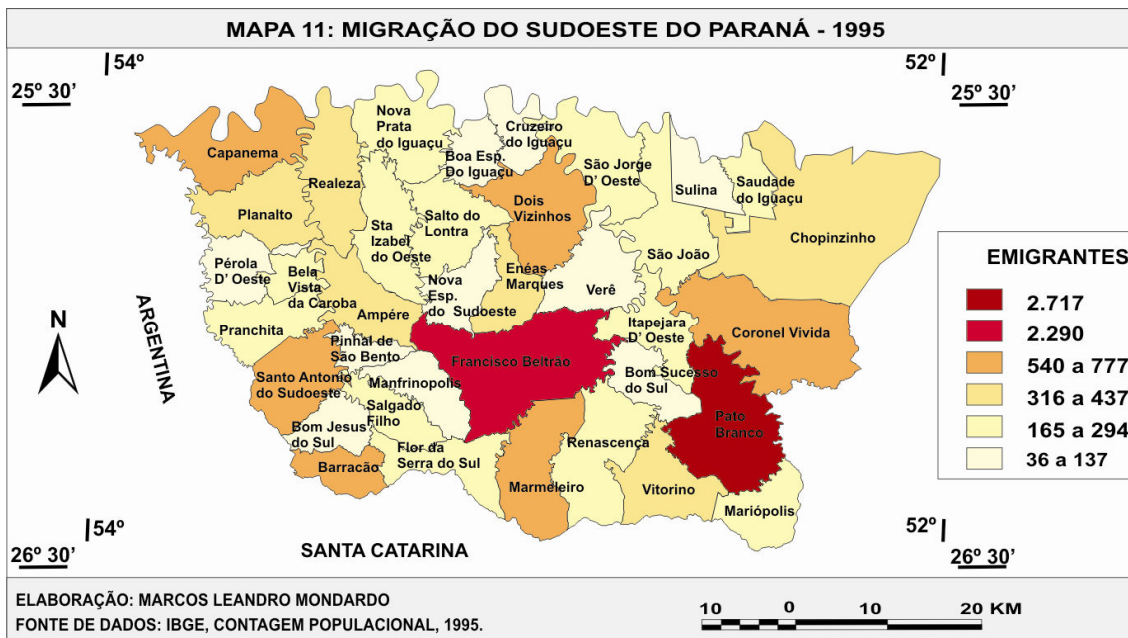 MAPA 11: MIGRAÇÃO DO SUDOESTE DO PARANÁ - 1995
54º
52º
25º 30’
25º 30’
Nova
Prata
do Iguaçu
Cruzeiro
do Iguaçu
Capanema
Boa Esp.
Do Iguaçu
São Jorge
D’ Oeste
Realeza
Sulina
Saudade
do Iguaçu
Planalto
Dois
Vizinhos
Salto do
Lontra
Sta
Izabel
do Oeste
Chopinzinho
São João
Pérola
D’ Oeste
Bela
Vista
da Caroba
Enéas
Marques
Nova
Esp.
do Sudoeste
Verê
ARGENTINA
Ampére
Pranchita
Itapejara
D’ Oeste
Coronel Vivida
Pinhal de
São Bento
Francisco Beltrão
Santo Antonio
do Sudoeste
Manfrinopolis
Bom Sucesso
do Sul
Salgado
Filho
Pato
Branco
Bom Jesus
do Sul
Flor da
Serra do Sul
Renascença
Barracão
Marmeleiro
Vitorino
Mariópolis
N
EMIGRANTES
2.717
2.290
540 a 777
316 a 437
165 a 294
36 a 137
54º
52º
26º 30’
26º 30’
SANTA CATARINA
ELABORAÇÃO: MARCOS LEANDRO MONDARDO
FONTE DE DADOS: IBGE, CONTAGEM POPULACIONAL, 1995.
10 0 10 20 KM